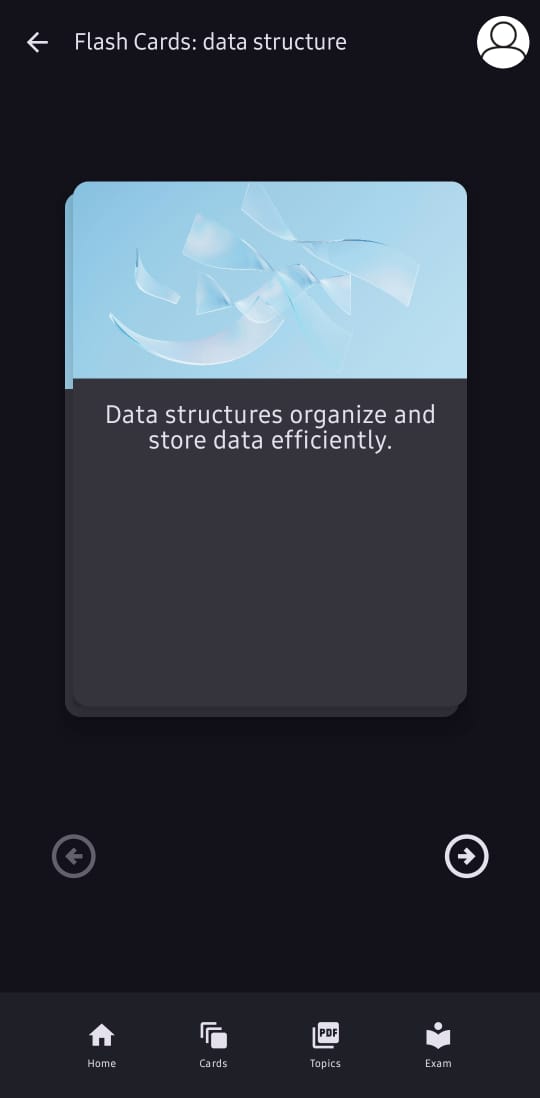 Flash Cards: data structure
Data structures organize and
store data efficiently.
Home
Cards
PDF
Topics
Exam